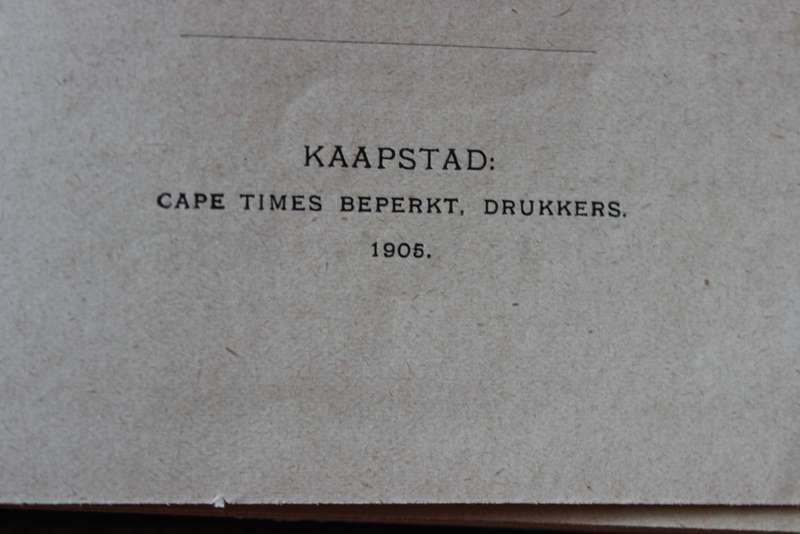 KAAPSTAD:
CAPE TIMES BEPERKT, DRUKKERS.
1905.